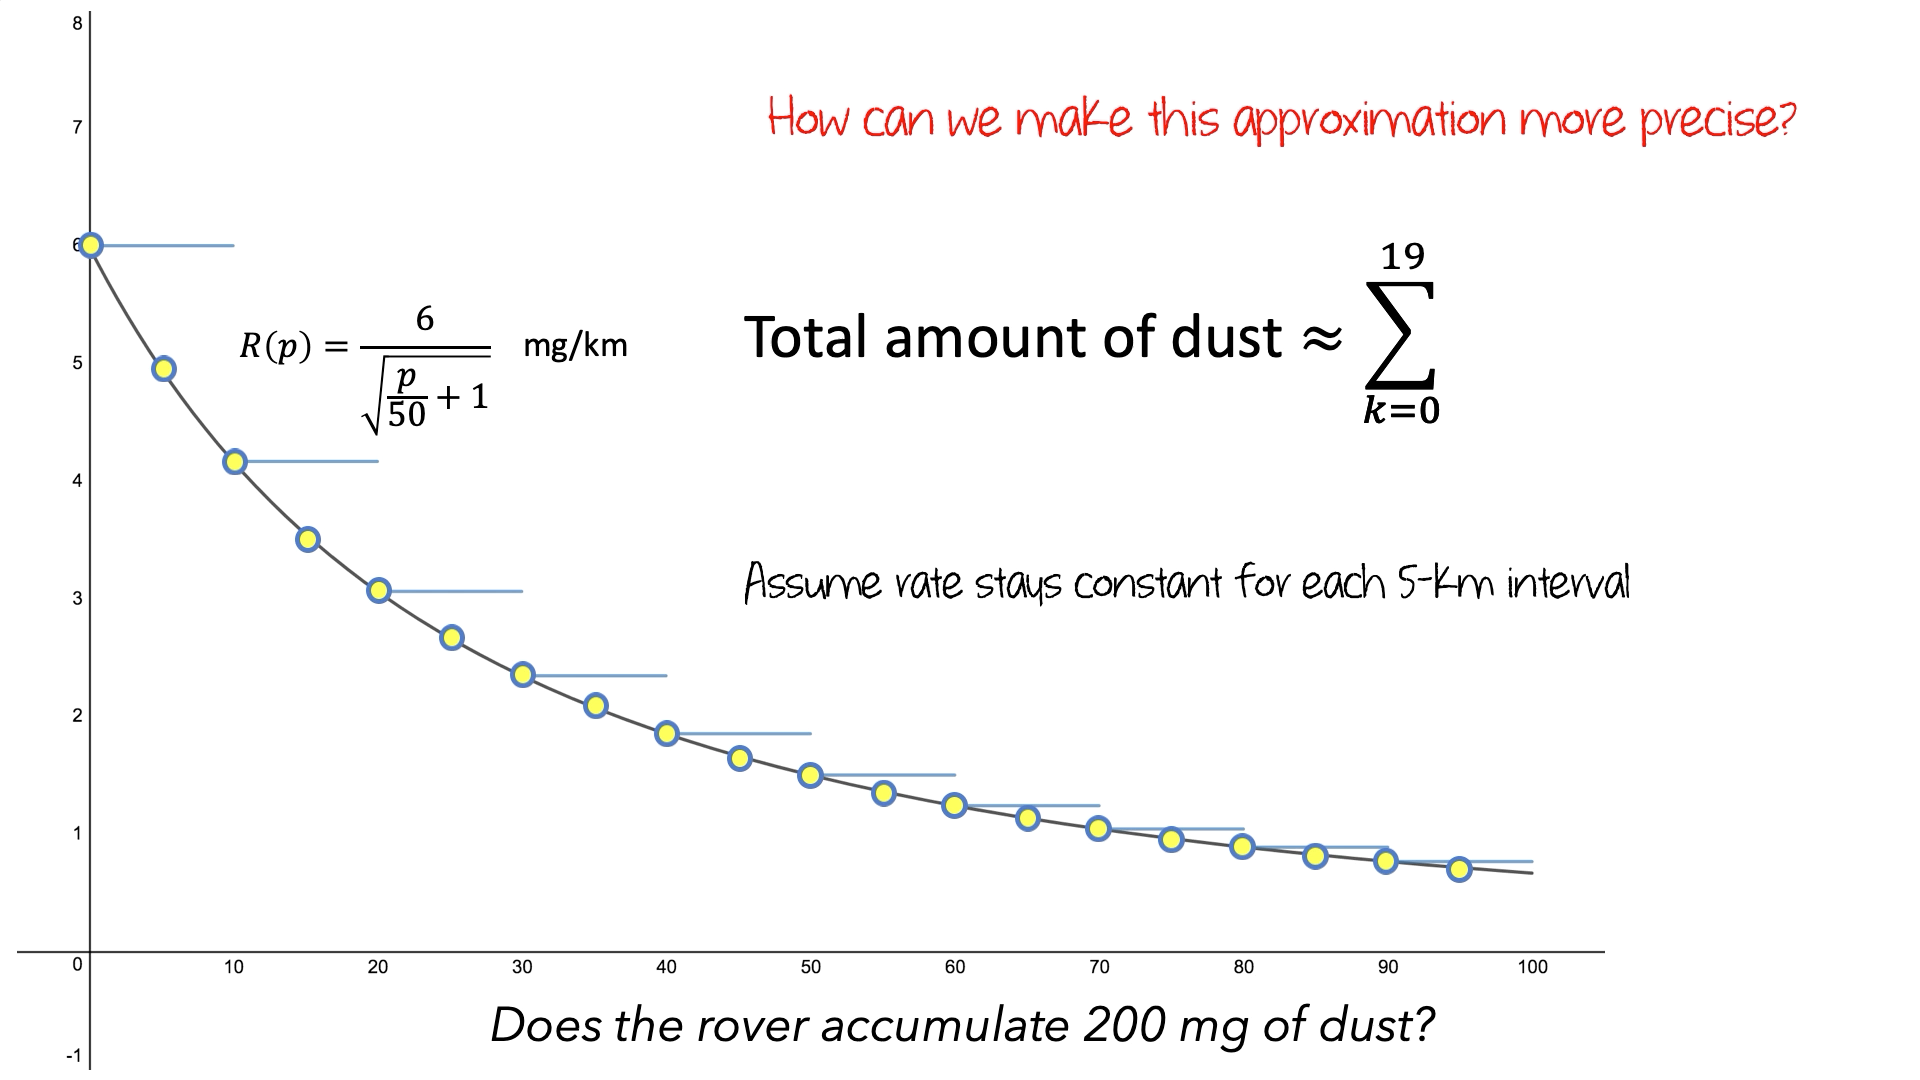 8
How can we make this approximation more precise?
7
6
R(p) = 6 / √(p/50 + 1) mg/km
Total amount of dust ≈ ∑_{k=0}^{19}
5
4
Assume rate stays constant for each 5-km interval
3
2
1
0 10 20 30 40 50 60 70 80 90 100
Does the rover accumulate 200 mg of dust?
-1